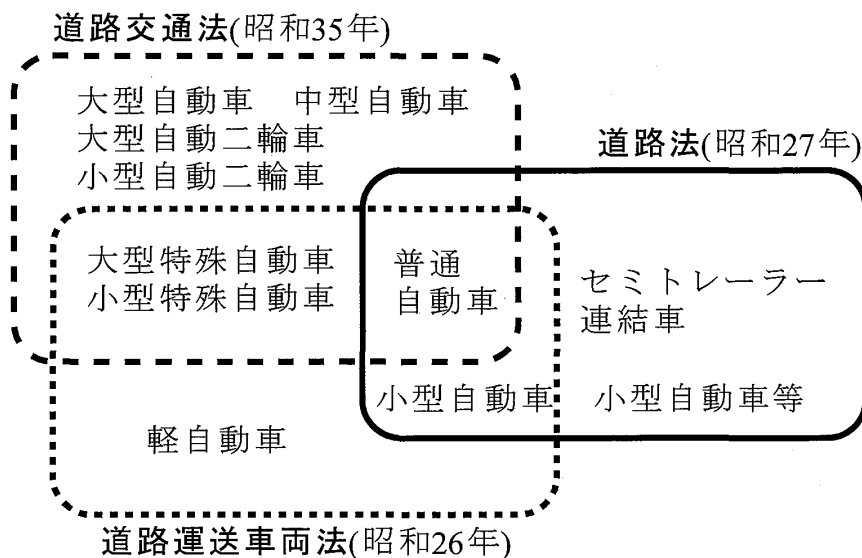 道路交通法(昭和35年)
大型自動車　中型自動車
大型自動二輪車
小型自動二輪車
道路法(昭和27年)
大型特殊自動車
小型特殊自動車
普通
自動車
セミトレーラー
連結車
小型自動車
小型自動車等
軽自動車
道路運送車両法(昭和26年)